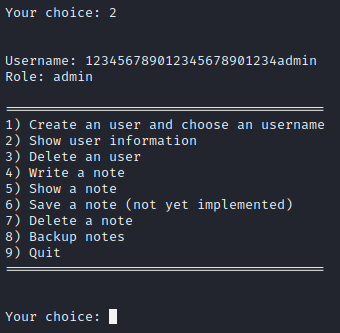 Your choice: 2
Username: 123456789012345678901234admin
Role: admin
========================================
1) Create an user and choose an username
2) Show user information
3) Delete an user
4) Write a note
5) Show a note
6) Save a note (not yet implemented)
7) Delete a note
8) Backup notes
9) Quit
========================================
Your choice: